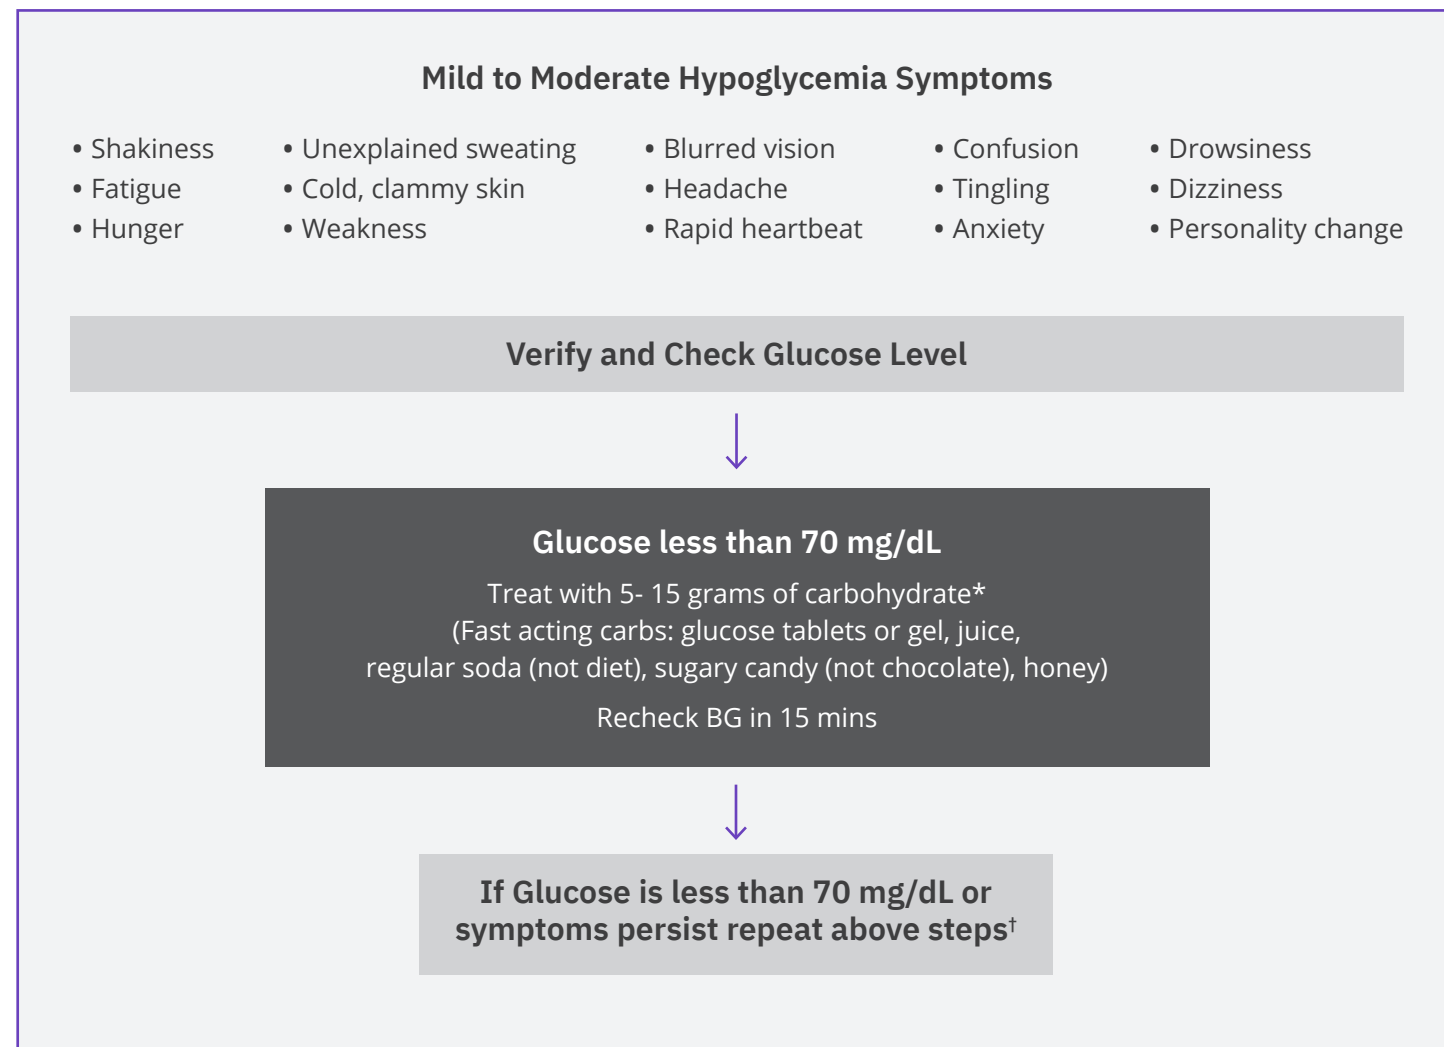 Mild to Moderate Hypoglycemia Symptoms
• Shakiness
• Fatigue
• Hunger
• Unexplained sweating
• Cold, clammy skin
• Weakness
• Blurred vision
• Headache
• Rapid heartbeat
• Confusion
• Tingling
• Anxiety
• Drowsiness
• Dizziness
• Personality change
Verify and Check Glucose Level
Glucose less than 70 mg/dL
Treat with 5- 15 grams of carbohydrate*
(Fast acting carbs: glucose tablets or gel, juice,
regular soda (not diet), sugary candy (not chocolate), honey)
Recheck BG in 15 mins
If Glucose is less than 70 mg/dL or
symptoms persist repeat above steps†